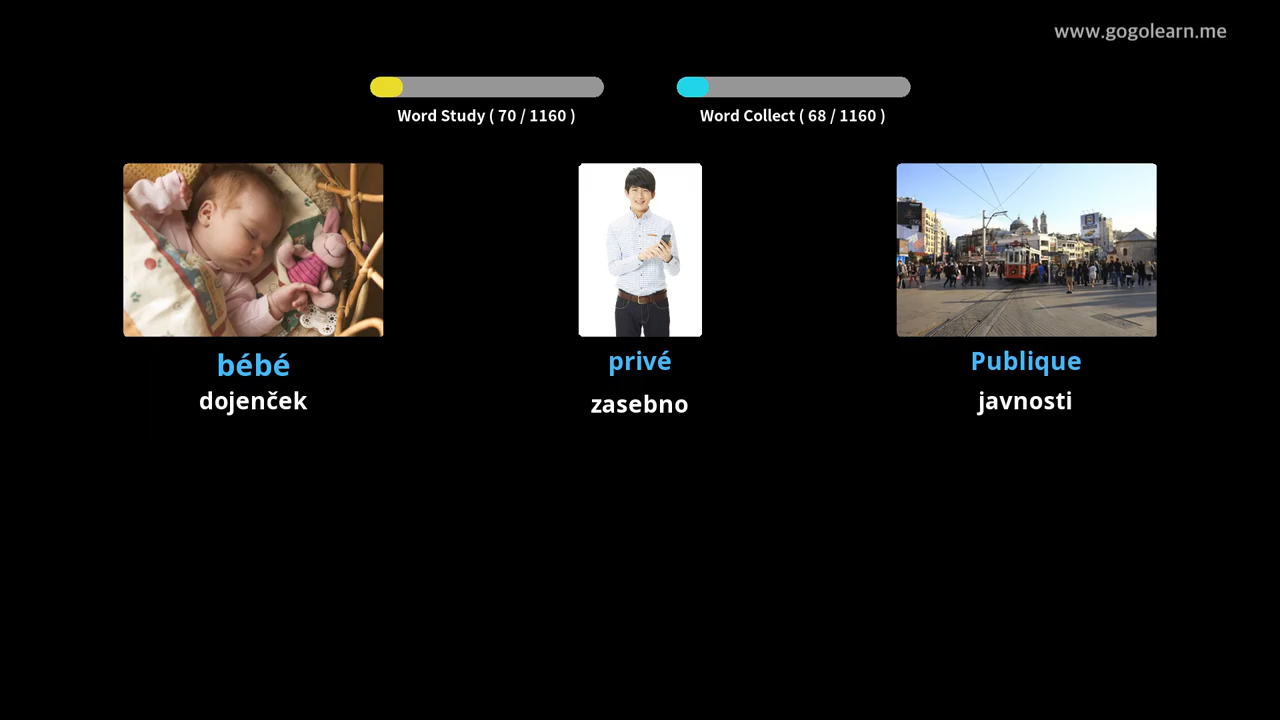 www.gogolearn.me
Word Study ( 70 / 1160 )
Word Collect ( 68 / 1160 )
bébé
privé
Publique
dojenček
zasebno
javnosti